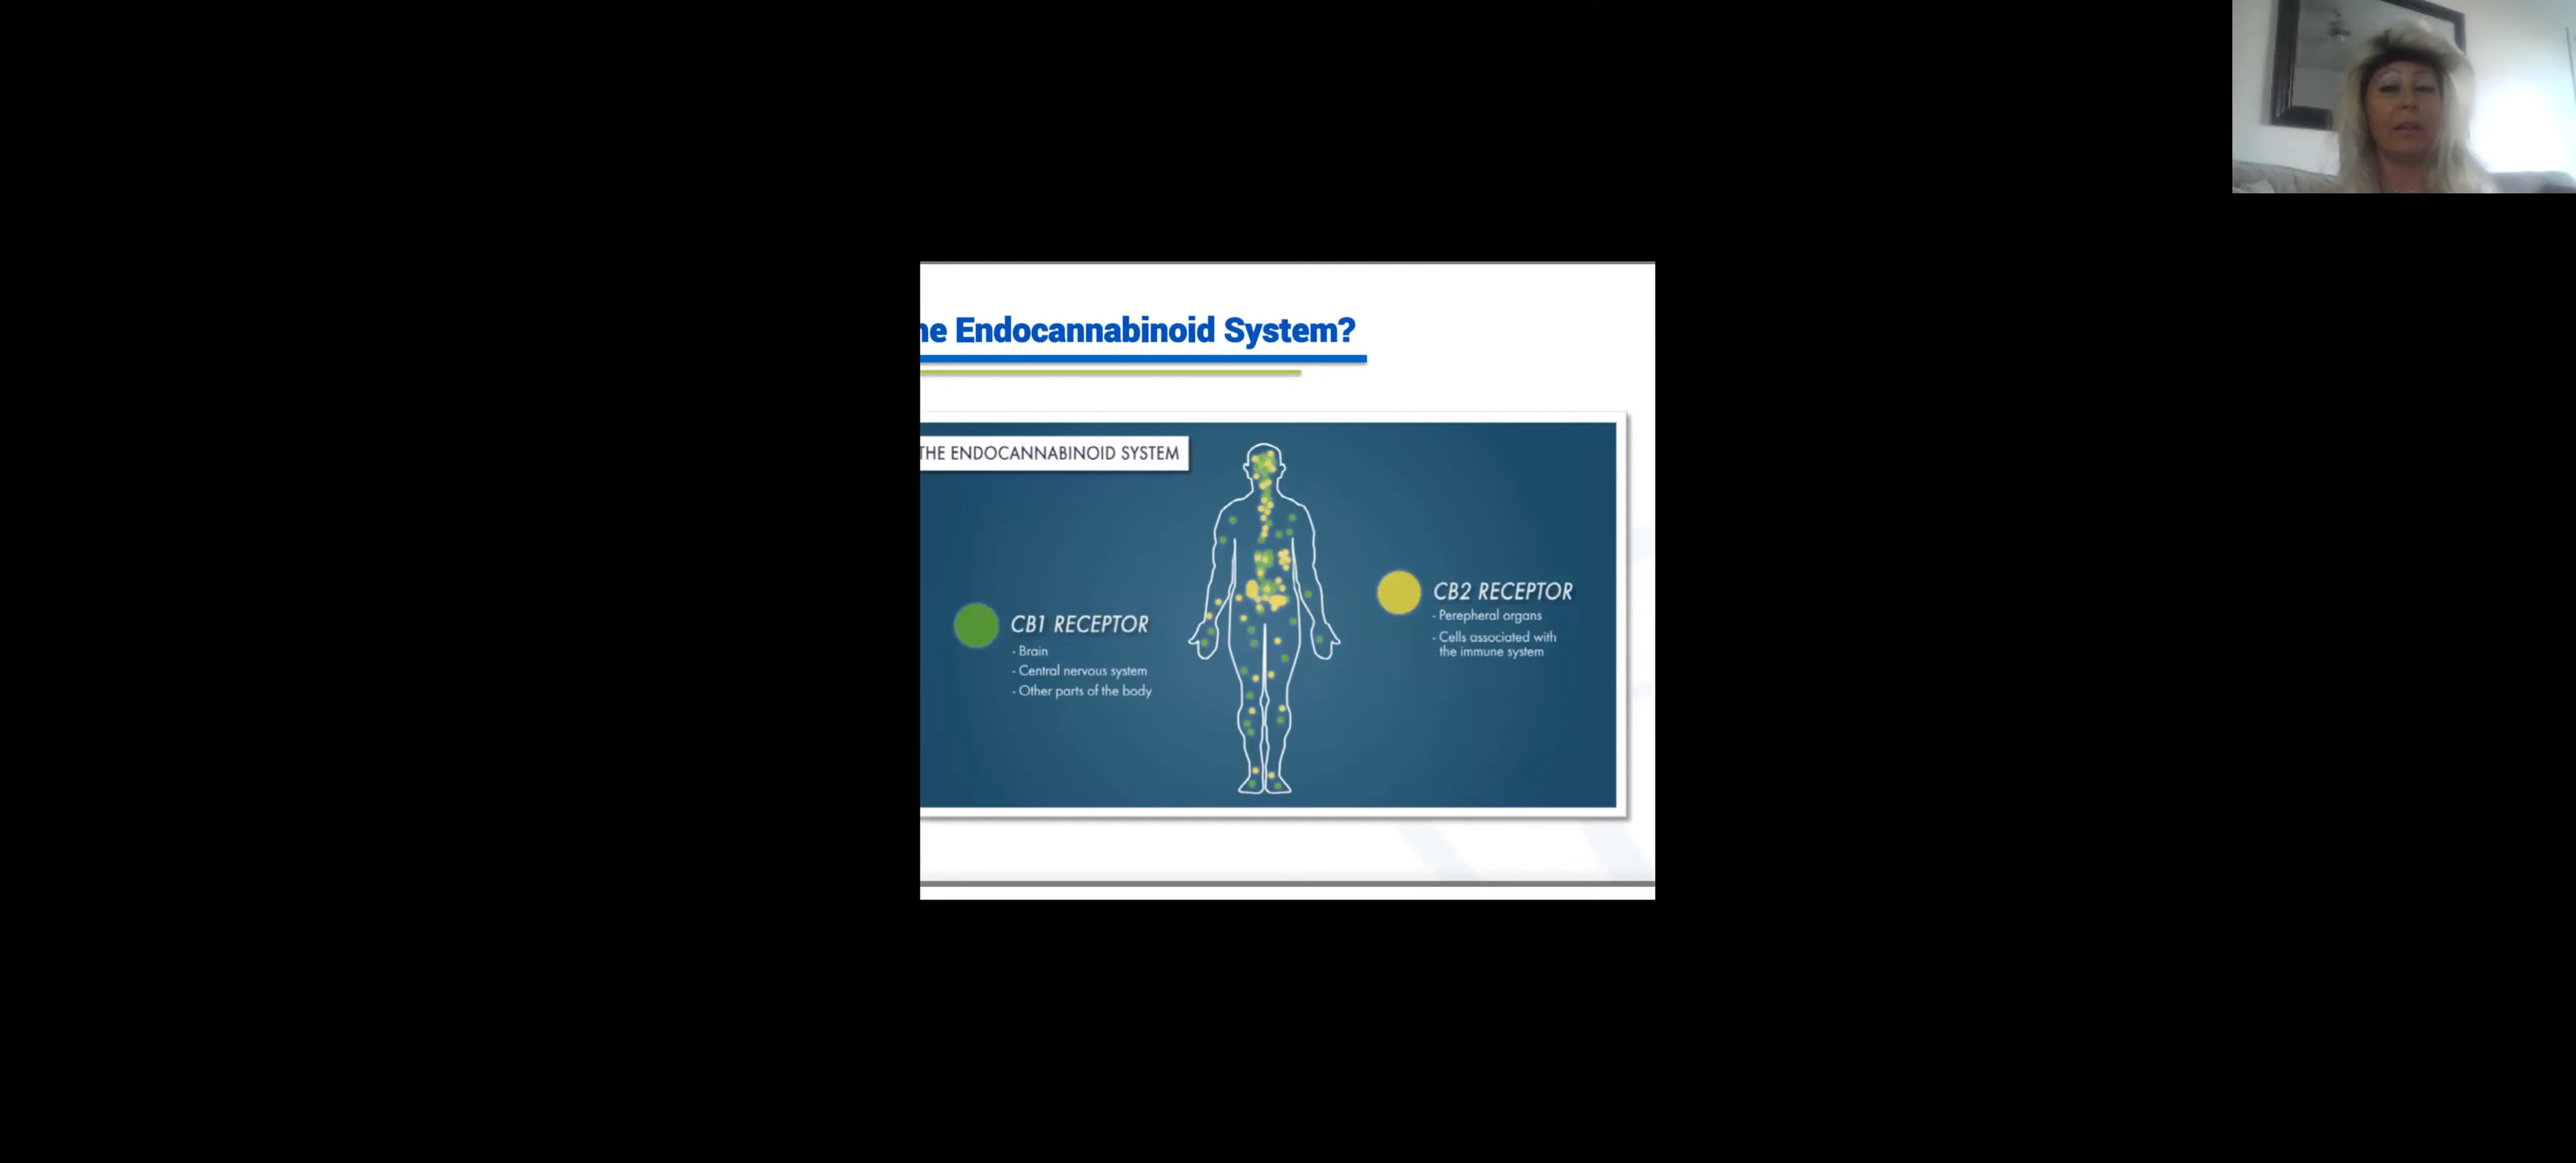 he Endocannabinoid System?
THE ENDOCANNABINOID SYSTEM
CB1 RECEPTOR
- Brain
- Central nervous system
- Other parts of the body
CB2 RECEPTOR
- Perepheral organs
- Cells associated with
the immune system